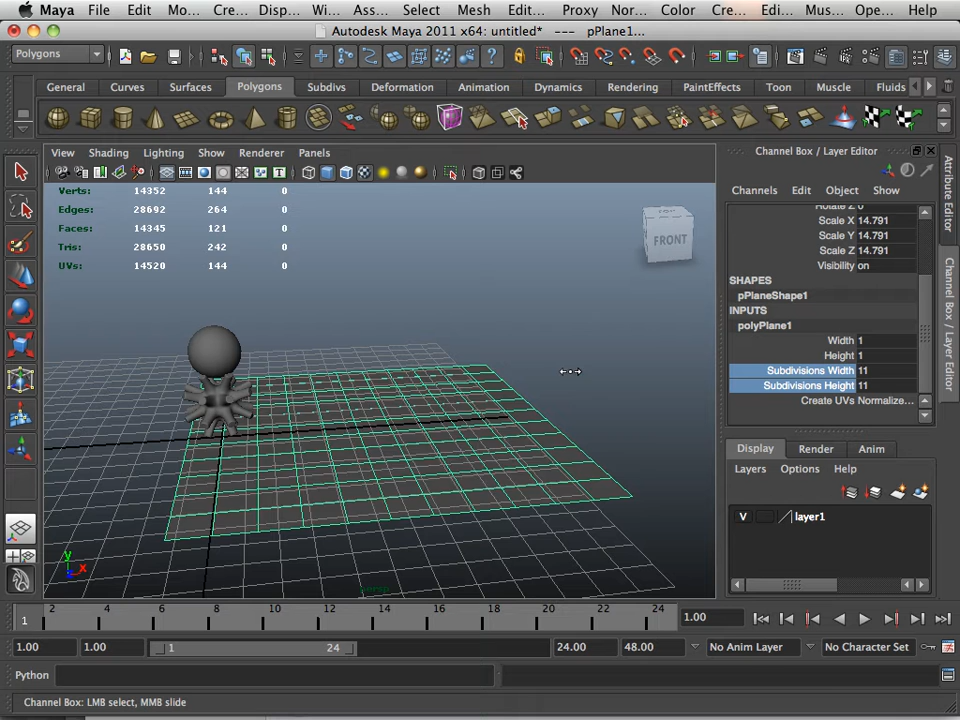 Maya File Edit Mo... Cre... Disp... Wi... Ass... Select Mesh Edit... Proxy Nor... Color Cre... Edi... Mus... Ope... Help
Autodesk Maya 2011 x64: untitled* --- pPlane1...
Polygons
General Curves Surfaces Polygons Subdivs Deformation Animation Dynamics Rendering PaintEffects Toon Muscle Fluids
View Shading Lighting Show Renderer Panels
Channel Box / Layer Editor
Channels Edit Object Show
Verts: 14352 144 0
Edges: 28692 264 0
Faces: 14345 121 0
Tris: 28650 242 0
UVs: 14520 144 0
TOP
FRONT
Rotate Z 0
Scale X 14.791
Scale Y 14.791
Scale Z 14.791
Visibility on
SHAPES
pPlaneShape1
INPUTS
polyPlane1
Width 1
Height 1
Subdivisions Width 11
Subdivisions Height 11
Create UVs Normalize...
Attribute Editor
Channel Box / Layer Editor
Display Render Anim
Layers Options Help
V layer1
y
x
persp
1 2 4 6 8 10 12 14 16 18 20 22 24 1.00
1.00 1.00 1 24 24.00 48.00 No Anim Layer No Character Set
Python
Channel Box: LMB select, MMB slide